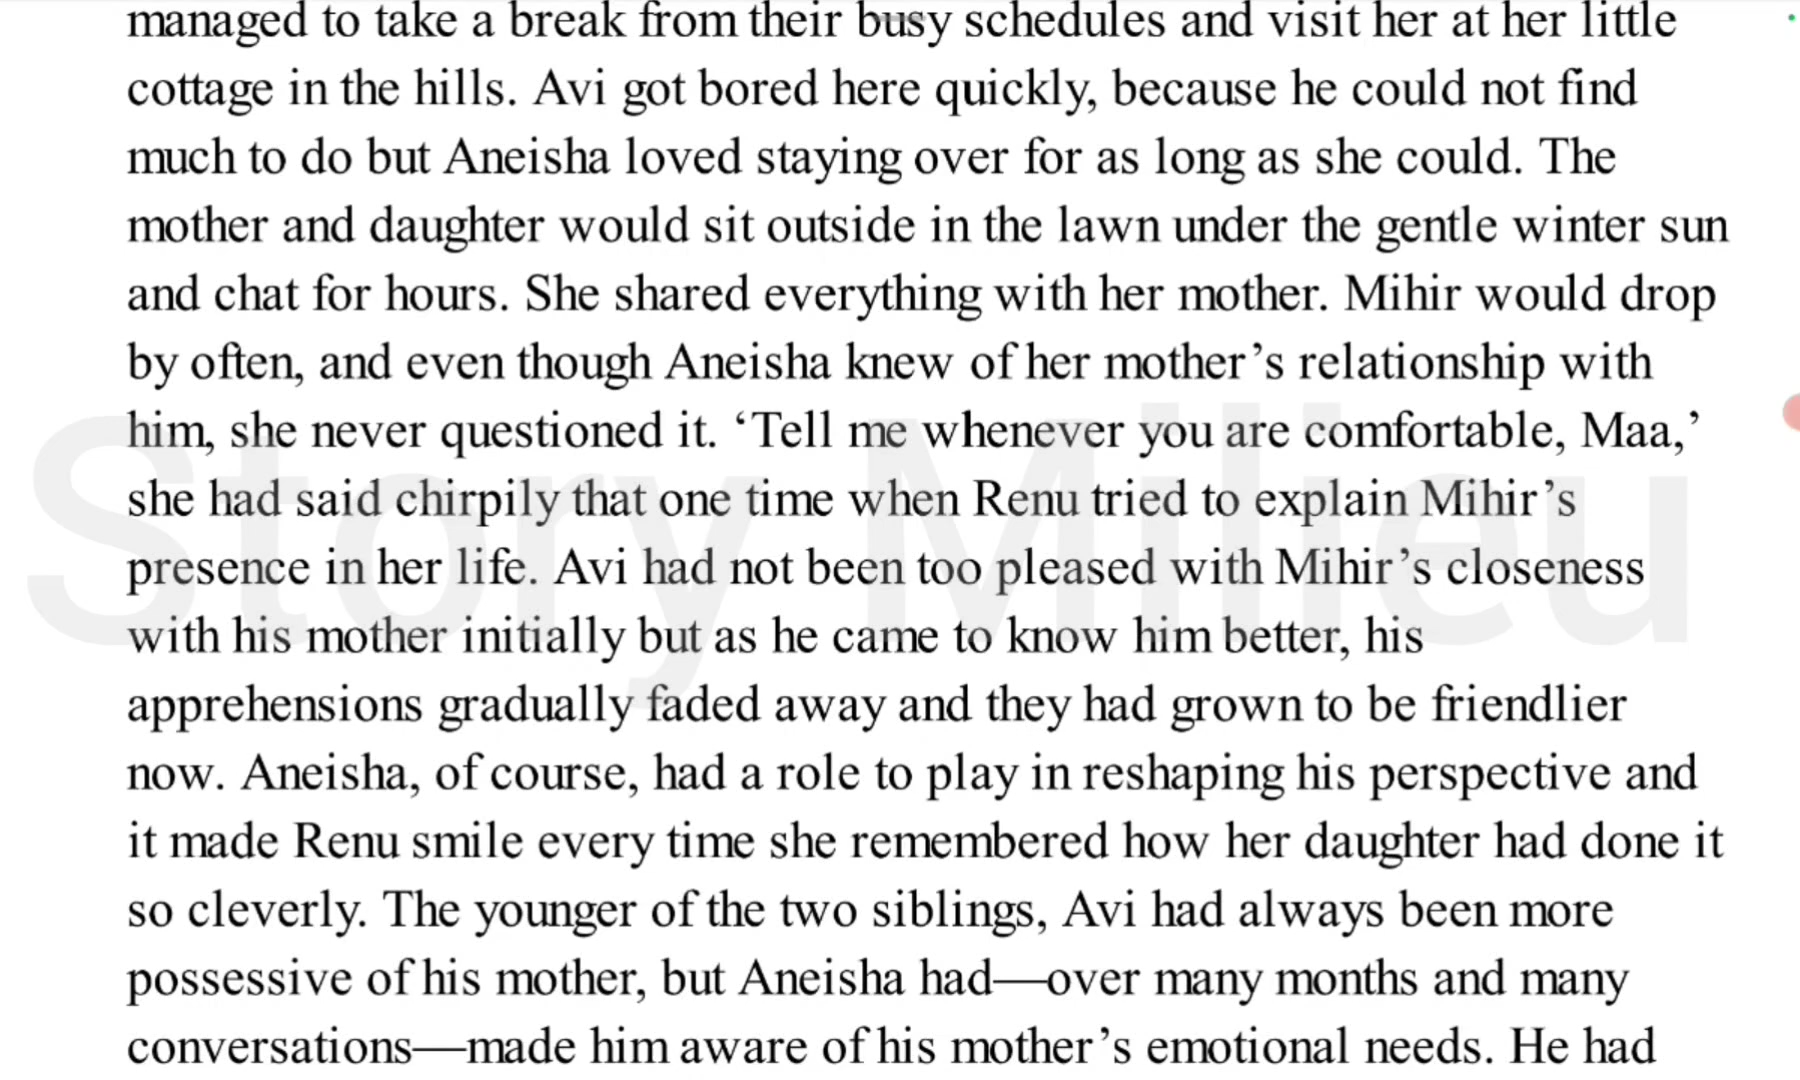 managed to take a break from their busy schedules and visit her at her little
cottage in the hills. Avi got bored here quickly, because he could not find
much to do but Aneisha loved staying over for as long as she could. The
mother and daughter would sit outside in the lawn under the gentle winter sun
and chat for hours. She shared everything with her mother. Mihir would drop
by often, and even though Aneisha knew of her mother’s relationship with
him, she never questioned it. ‘Tell me whenever you are comfortable, Maa,’
she had said chirpily that one time when Renu tried to explain Mihir’s
presence in her life. Avi had not been too pleased with Mihir’s closeness
with his mother initially but as he came to know him better, his
apprehensions gradually faded away and they had grown to be friendlier
now. Aneisha, of course, had a role to play in reshaping his perspective and
it made Renu smile every time she remembered how her daughter had done it
so cleverly. The younger of the two siblings, Avi had always been more
possessive of his mother, but Aneisha had—over many months and many
conversations—made him aware of his mother’s emotional needs. He had
Story Milieu